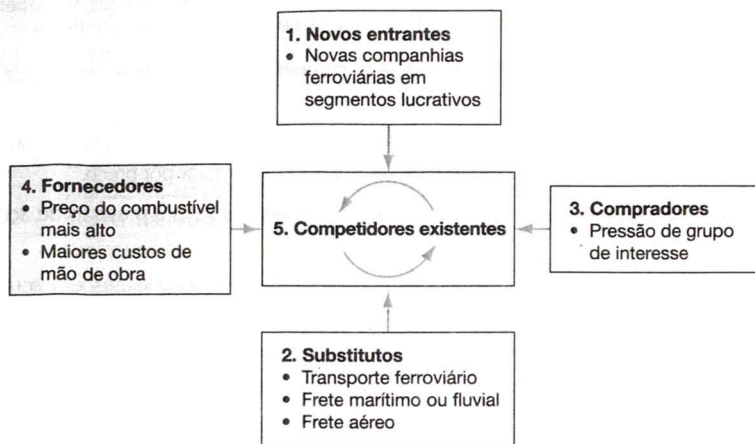 1. Novos entrantes
• Novas companhias
ferroviárias em
segmentos lucrativos
4. Fornecedores
• Preço do combustível
mais alto
• Maiores custos de
mão de obra
5. Competidores existentes
3. Compradores
• Pressão de grupo
de interesse
2. Substitutos
• Transporte ferroviário
• Frete marítimo ou fluvial
• Frete aéreo